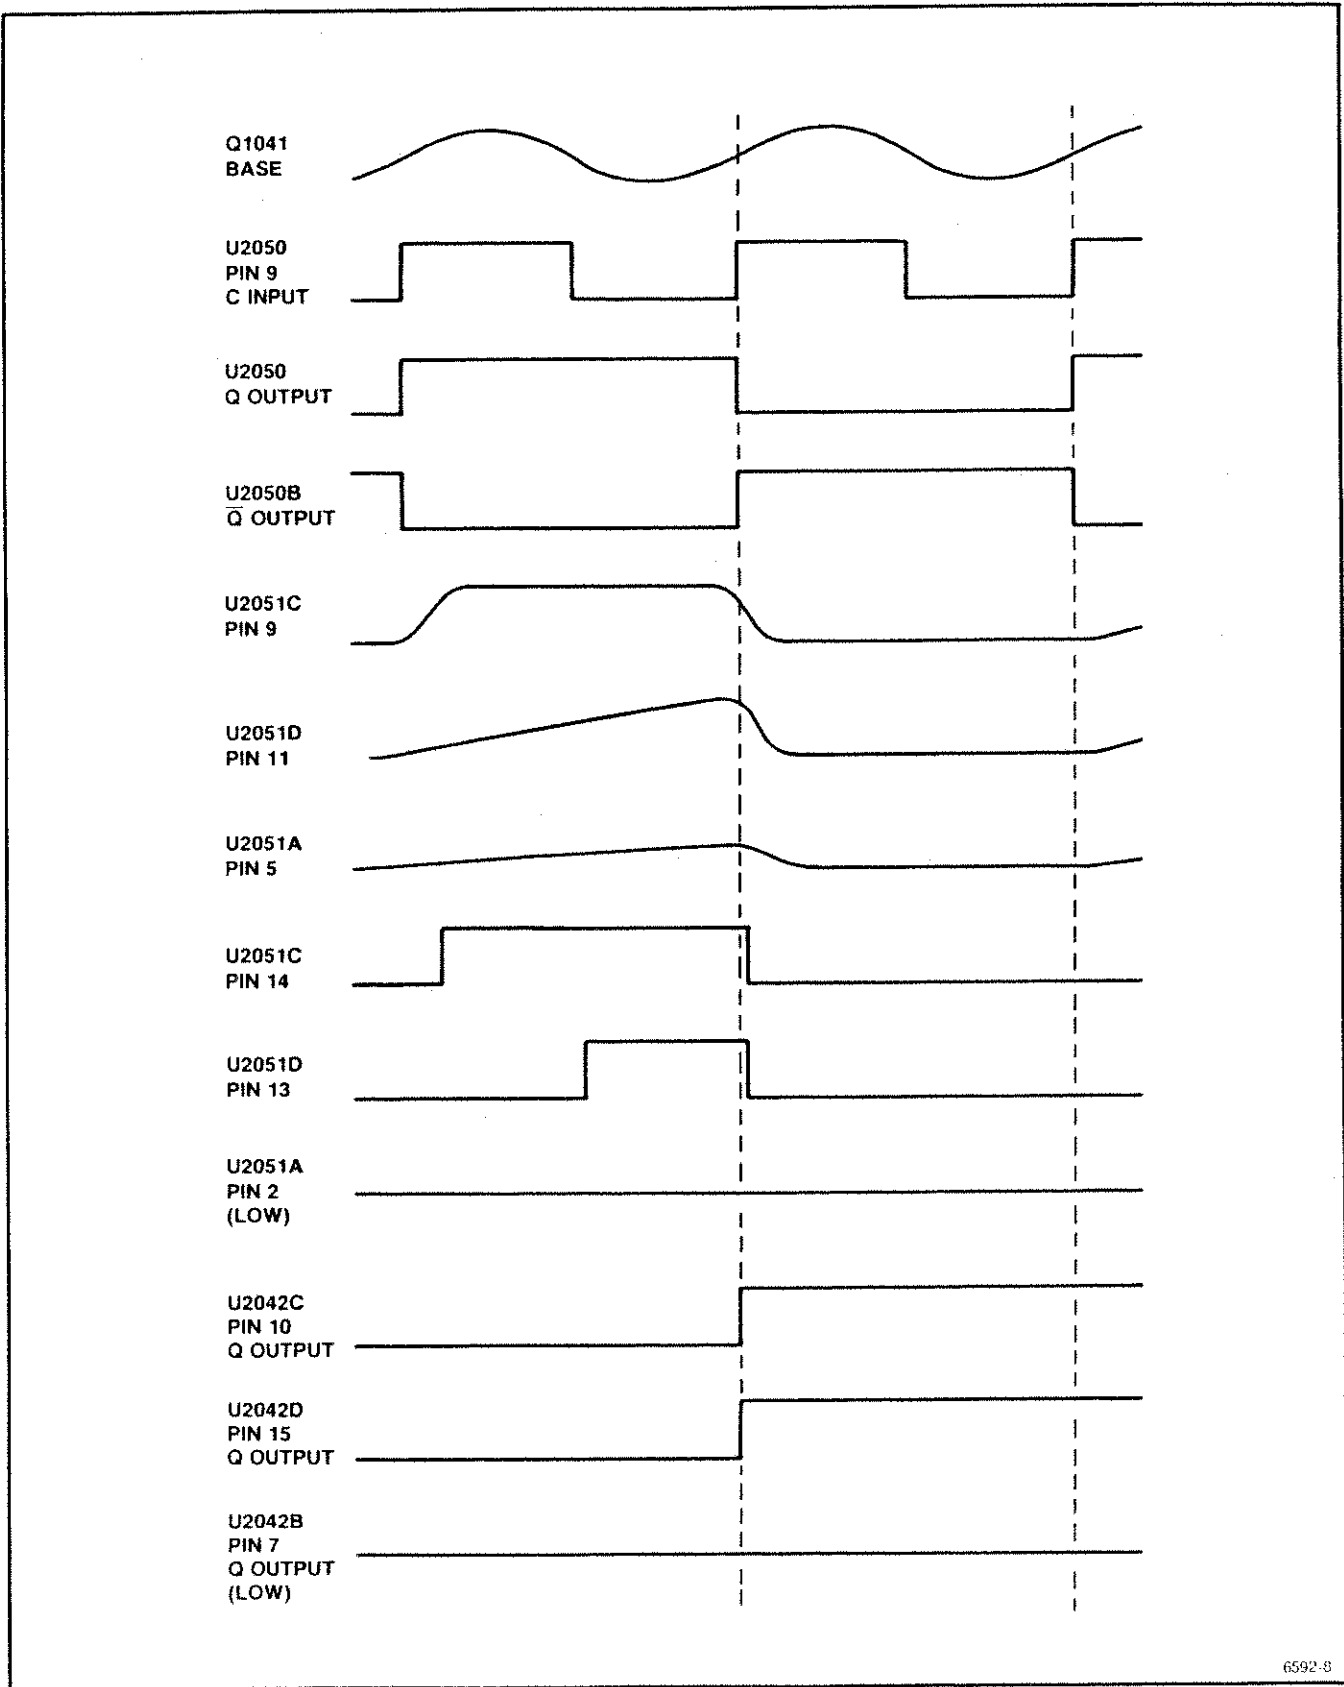 Q1041
BASE
U2050
PIN 9
C INPUT
U2050
Q OUTPUT
U2050B
Q̅ OUTPUT
U2051C
PIN 9
U2051D
PIN 11
U2051A
PIN 5
U2051C
PIN 14
U2051D
PIN 13
U2051A
PIN 2
(LOW)
U2042C
PIN 10
Q OUTPUT
U2042D
PIN 15
Q OUTPUT
U2042B
PIN 7
Q OUTPUT
(LOW)
6592-8